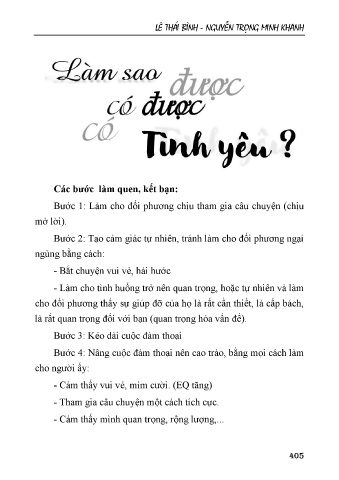 LÊ THÁI BÌNH - NGUYỄN TRỌNG MINH KHANH
Làm sao
có được
Tình yêu ?
Các bước làm quen, kết bạn:
Bước 1: Làm cho đối phương chịu tham gia câu chuyện (chịu
mở lời).
Bước 2: Tạo cảm giác tự nhiên, tránh làm cho đối phương ngại
ngùng bằng cách:
- Bắt chuyện vui vẻ, hài hước
- Làm cho tình huống trở nên quan trọng, hoặc tự nhiên và làm
cho đối phương thấy sự giúp đỡ của họ là rất cần thiết, là cấp bách,
là rất quan trọng đối với bạn (quan trọng hóa vấn đề).
Bước 3: Kéo dài cuộc đàm thoại
Bước 4: Nâng cuộc đàm thoại nên cao trào, bằng mọi cách làm
cho người ấy:
- Cảm thấy vui vẻ, mỉm cười. (EQ tăng)
- Tham gia câu chuyện một cách tích cực.
- Cảm thấy mình quan trọng, rộng lượng,...
405